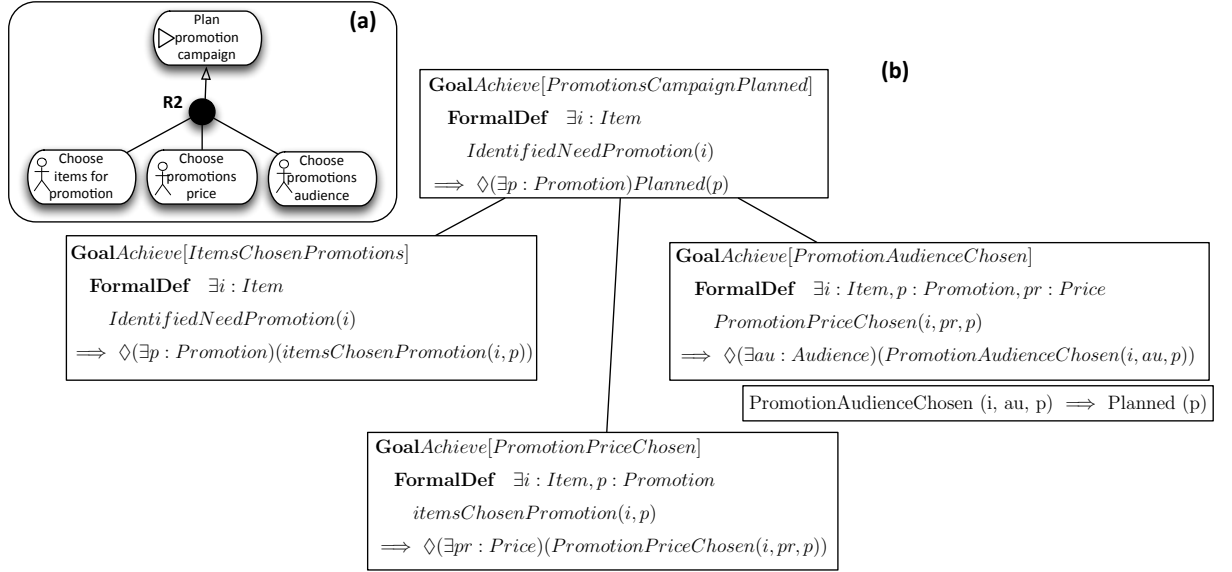 Plan
promotion
campaign
(a)
R2
Choose
items for
promotion
Choose
promotions
price
Choose
promotions
audience
(b)
GoalAchieve[PromotionsCampaignPlanned]
FormalDef ∃i : Item
IdentifiedNeedPromotion(i)
⟹ ◊(∃p : Promotion)Planned(p)
GoalAchieve[ItemsChosenPromotions]
FormalDef ∃i : Item
IdentifiedNeedPromotion(i)
⟹ ◊(∃p : Promotion)(itemsChosenPromotion(i, p))
GoalAchieve[PromotionAudienceChosen]
FormalDef ∃i : Item, p : Promotion, pr : Price
PromotionPriceChosen(i, pr, p)
⟹ ◊(∃au : Audience)(PromotionAudienceChosen(i, au, p))
PromotionAudienceChosen (i, au, p) ⟹ Planned (p)
GoalAchieve[PromotionPriceChosen]
FormalDef ∃i : Item, p : Promotion
itemsChosenPromotion(i, p)
⟹ ◊(∃pr : Price)(PromotionPriceChosen(i, pr, p))